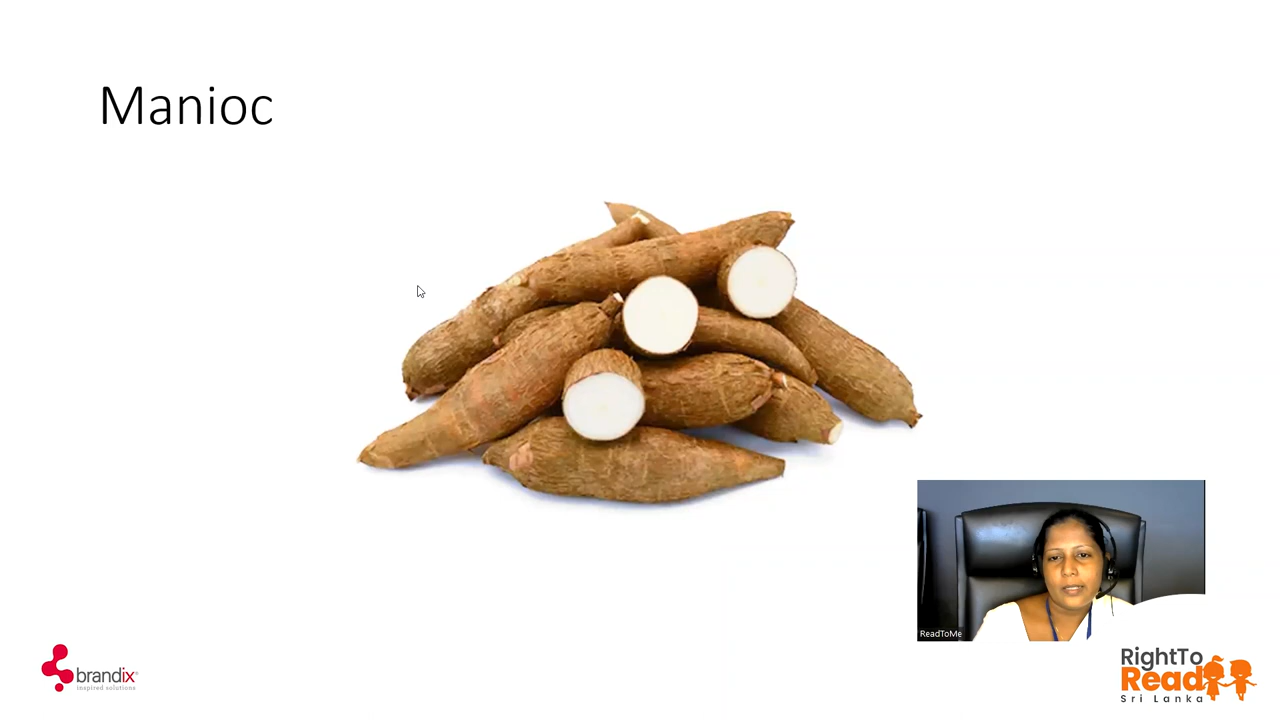 Manioc
ReadToMe
brandix
inspired solutions
RightTo
Read
Sri Lanka